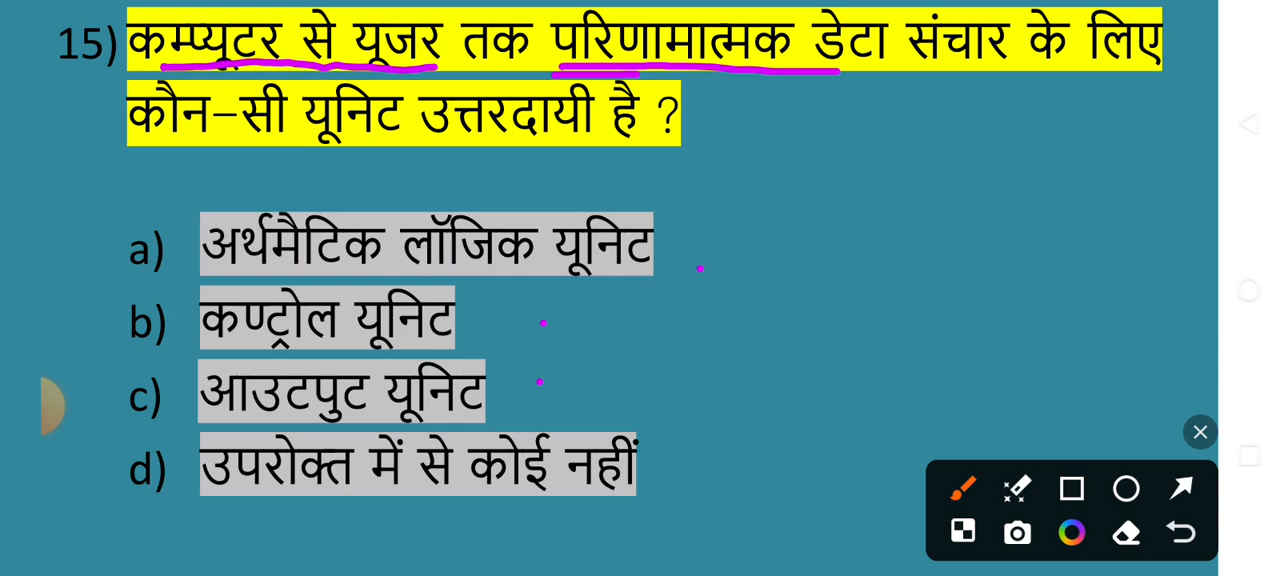 15) कम्प्यूटर से यूजर तक परिणामात्मक डेटा संचार के लिए
कौन–सी यूनिट उत्तरदायी है ?
a) अर्थमैटिक लॉजिक यूनिट
b) कण्ट्रोल यूनिट
c) आउटपुट यूनिट
d) उपरोक्त में से कोई नहीं